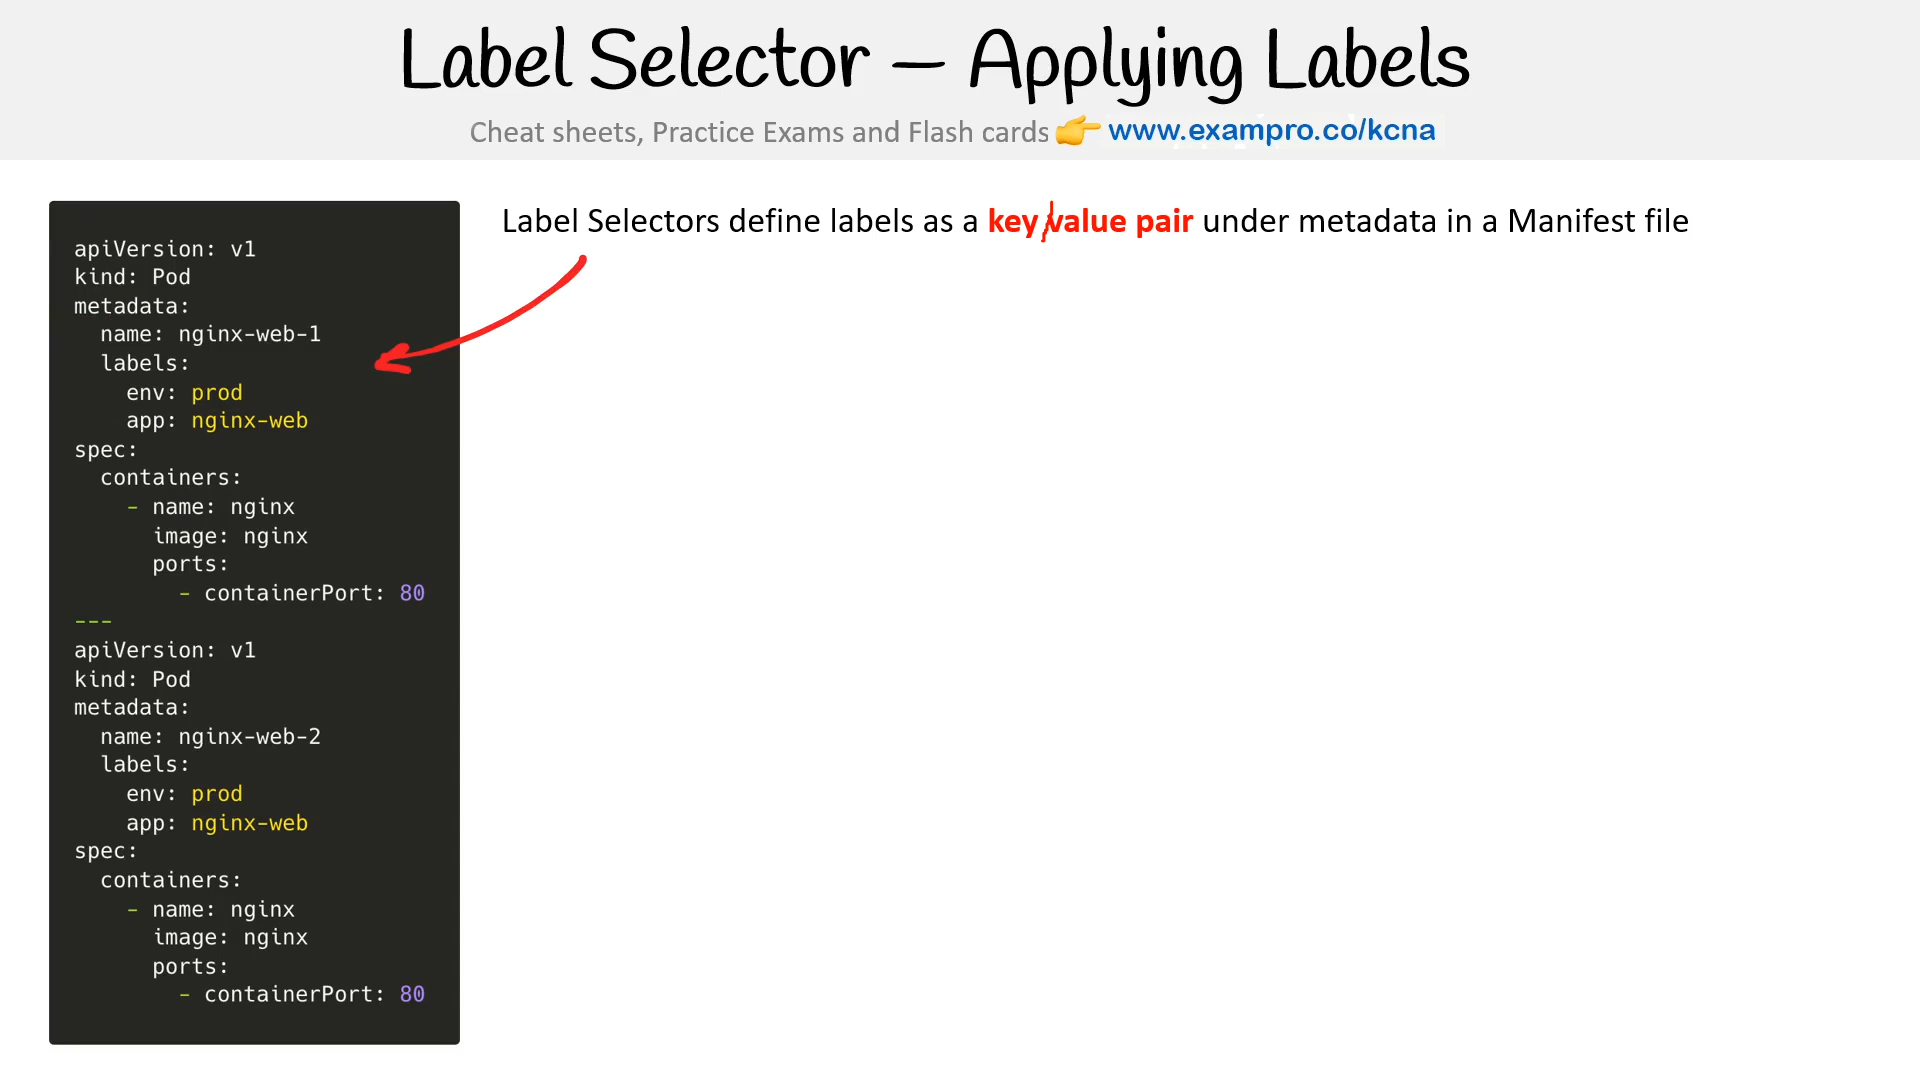 Label Selector — Applying Labels
Cheat sheets, Practice Exams and Flash cards 👉 www.exampro.co/kcna
Label Selectors define labels as a key value pair under metadata in a Manifest file
apiVersion: v1
kind: Pod
metadata:
  name: nginx-web-1
  labels:
    env: prod
    app: nginx-web
spec:
  containers:
    - name: nginx
      image: nginx
      ports:
        - containerPort: 80
---
apiVersion: v1
kind: Pod
metadata:
  name: nginx-web-2
  labels:
    env: prod
    app: nginx-web
spec:
  containers:
    - name: nginx
      image: nginx
      ports:
        - containerPort: 80